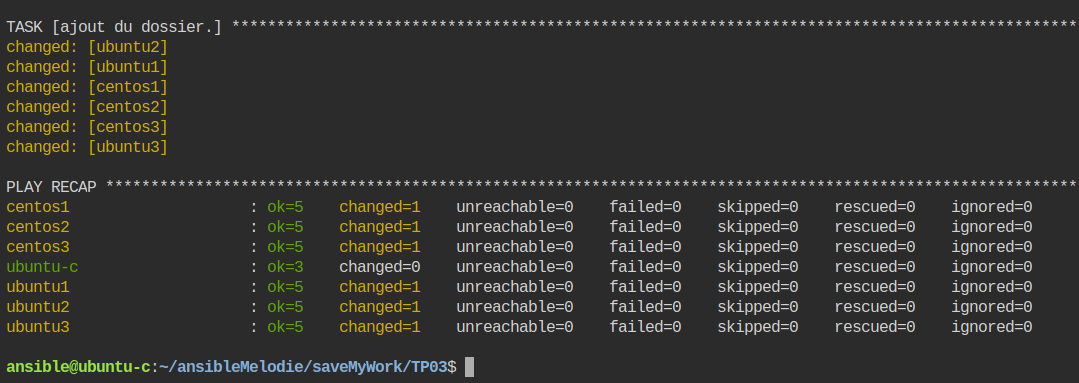 TASK [ajout du dossier.] **********************************************************************************************
changed: [ubuntu2]
changed: [ubuntu1]
changed: [centos1]
changed: [centos2]
changed: [centos3]
changed: [ubuntu3]
PLAY RECAP ************************************************************************************************************
centos1                    : ok=5    changed=1    unreachable=0    failed=0    skipped=0    rescued=0    ignored=0
centos2                    : ok=5    changed=1    unreachable=0    failed=0    skipped=0    rescued=0    ignored=0
centos3                    : ok=5    changed=1    unreachable=0    failed=0    skipped=0    rescued=0    ignored=0
ubuntu-c                   : ok=3    changed=0    unreachable=0    failed=0    skipped=0    rescued=0    ignored=0
ubuntu1                    : ok=5    changed=1    unreachable=0    failed=0    skipped=0    rescued=0    ignored=0
ubuntu2                    : ok=5    changed=1    unreachable=0    failed=0    skipped=0    rescued=0    ignored=0
ubuntu3                    : ok=5    changed=1    unreachable=0    failed=0    skipped=0    rescued=0    ignored=0
ansible@ubuntu-c:~/ansibleMelodie/saveMyWork/TP03$